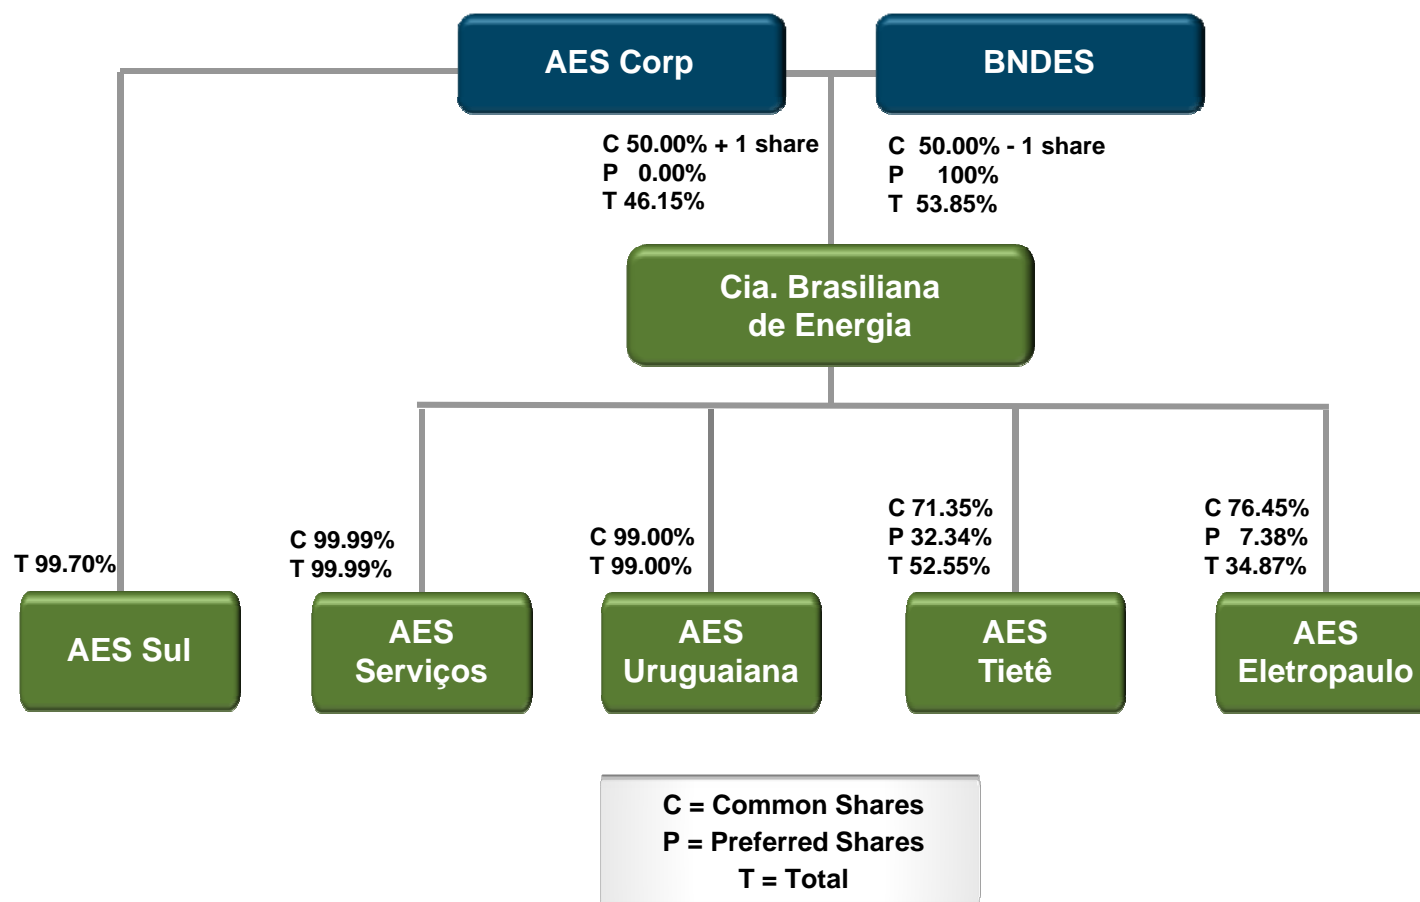 AES Corp
BNDES
C 50.00% + 1 share
P 0.00%
T 46.15%
C 50.00% - 1 share
P 100%
T 53.85%
Cia. Brasiliana
de Energia
T 99.70%
C 99.99%
T 99.99%
C 99.00%
T 99.00%
C 71.35%
P 32.34%
T 52.55%
C 76.45%
P 7.38%
T 34.87%
AES Sul
AES
Serviços
AES
Uruguaiana
AES
Tietê
AES
Eletropaulo
C = Common Shares
P = Preferred Shares
T = Total